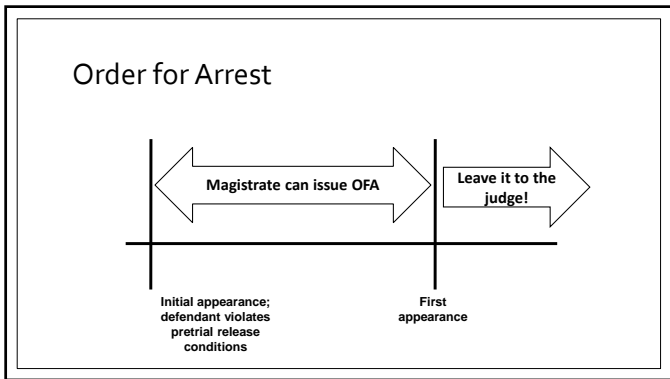 Order for Arrest
Magistrate can issue OFA
Leave it to the
judge!
Initial appearance;
defendant violates
pretrial release
conditions
First
appearance